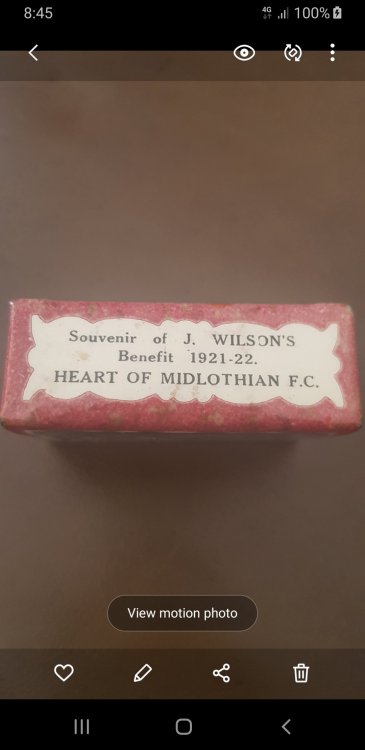 8:45
4G
100%
Souvenir of J. WILSON'S
Benefit 1921-22.
HEART OF MIDLOTHIAN F.C.
View motion photo